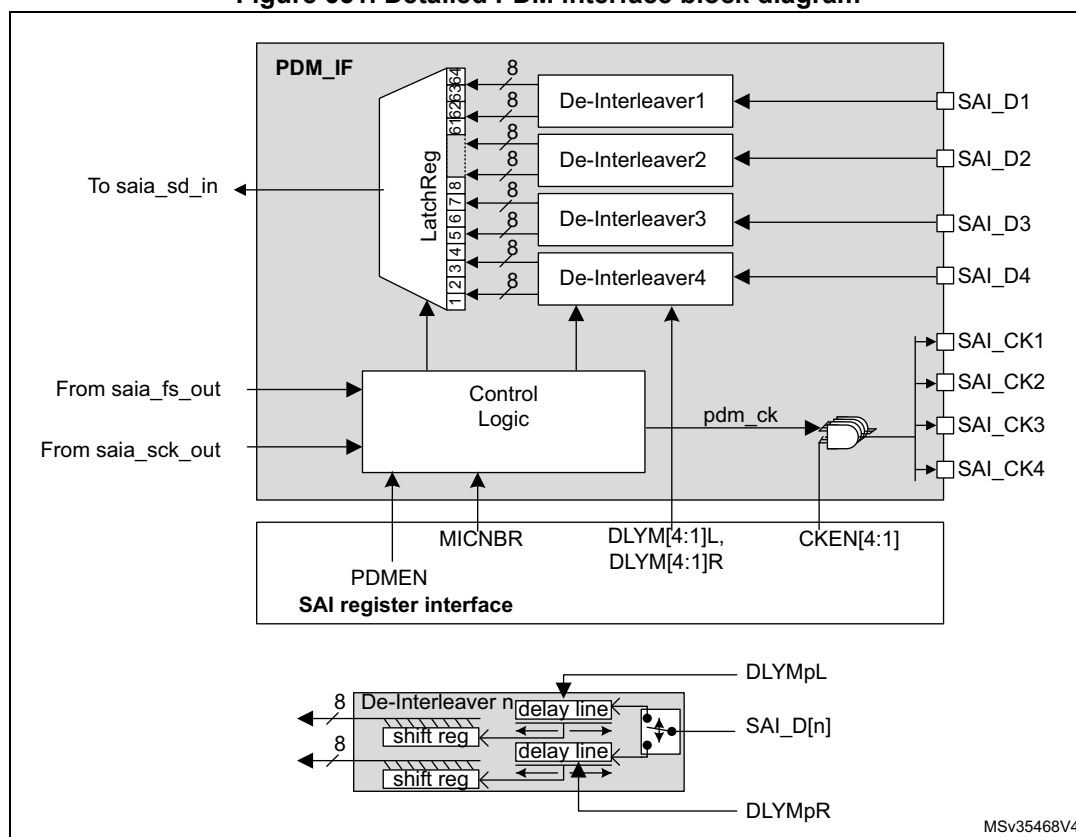 Figure 331. Detailed PDM interface block diagram
PDM_IF
8
8
8
8
8
8
8
8
64
63
62
61
8
7
6
5
4
3
2
1
LatchReg
De-Interleaver1
De-Interleaver2
De-Interleaver3
De-Interleaver4
SAI_D1
SAI_D2
SAI_D3
SAI_D4
To saia_sd_in
From saia_fs_out
From saia_sck_out
Control
Logic
pdm_ck
SAI_CK1
SAI_CK2
SAI_CK3
SAI_CK4
MICNBR
DLYM[4:1]L,
DLYM[4:1]R
CKEN[4:1]
PDMEN
SAI register interface
De-Interleaver n
8
8
delay line
shift reg
delay line
shift reg
DLYMpL
SAI_D[n]
DLYMpR
MSv35468V4